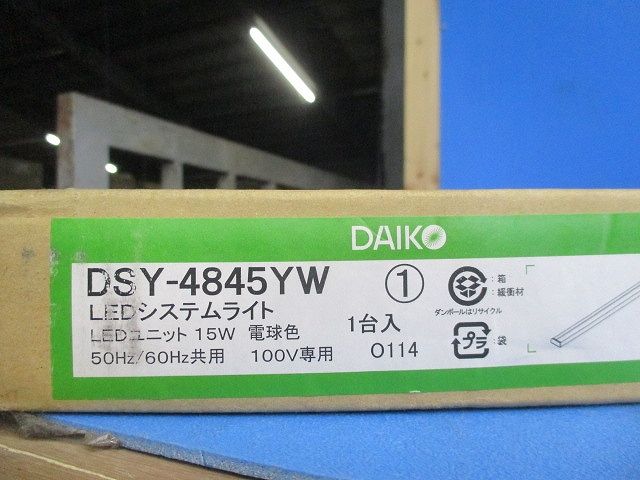 DAIKO
DSY-4845YW ①
LEDシステムライト
LEDユニット 15W 電球色 1台入
50Hz/60Hz共用 100V専用 0114
:箱
:緩衝材
ダンボールはリサイクル
プラ :袋